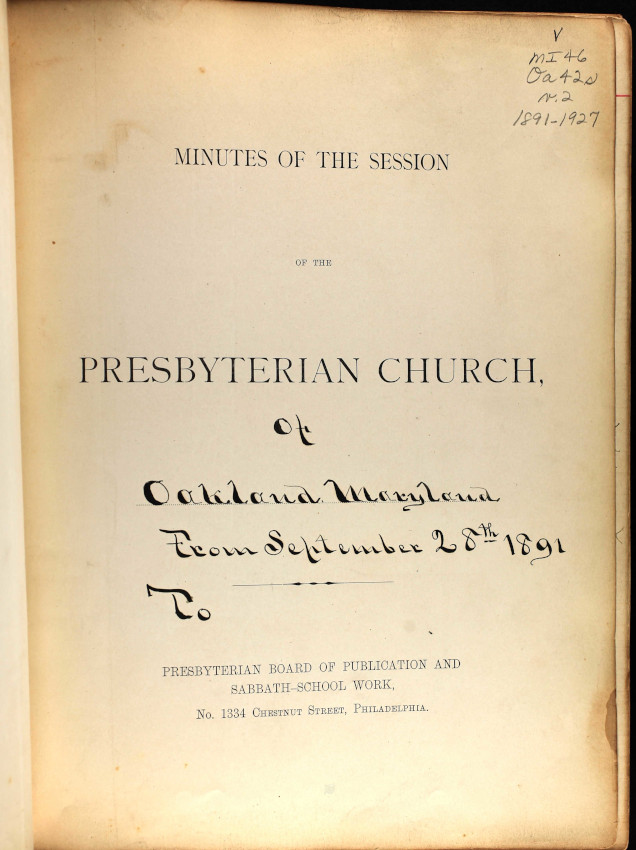 V
MI46
Oa42s
v.2
1891-1927
MINUTES OF THE SESSION
OF THE
PRESBYTERIAN CHURCH,
Of
Oakland Maryland
From September 28th 1891
To
PRESBYTERIAN BOARD OF PUBLICATION AND
SABBATH-SCHOOL WORK,
No. 1334 Chestnut Street, Philadelphia.